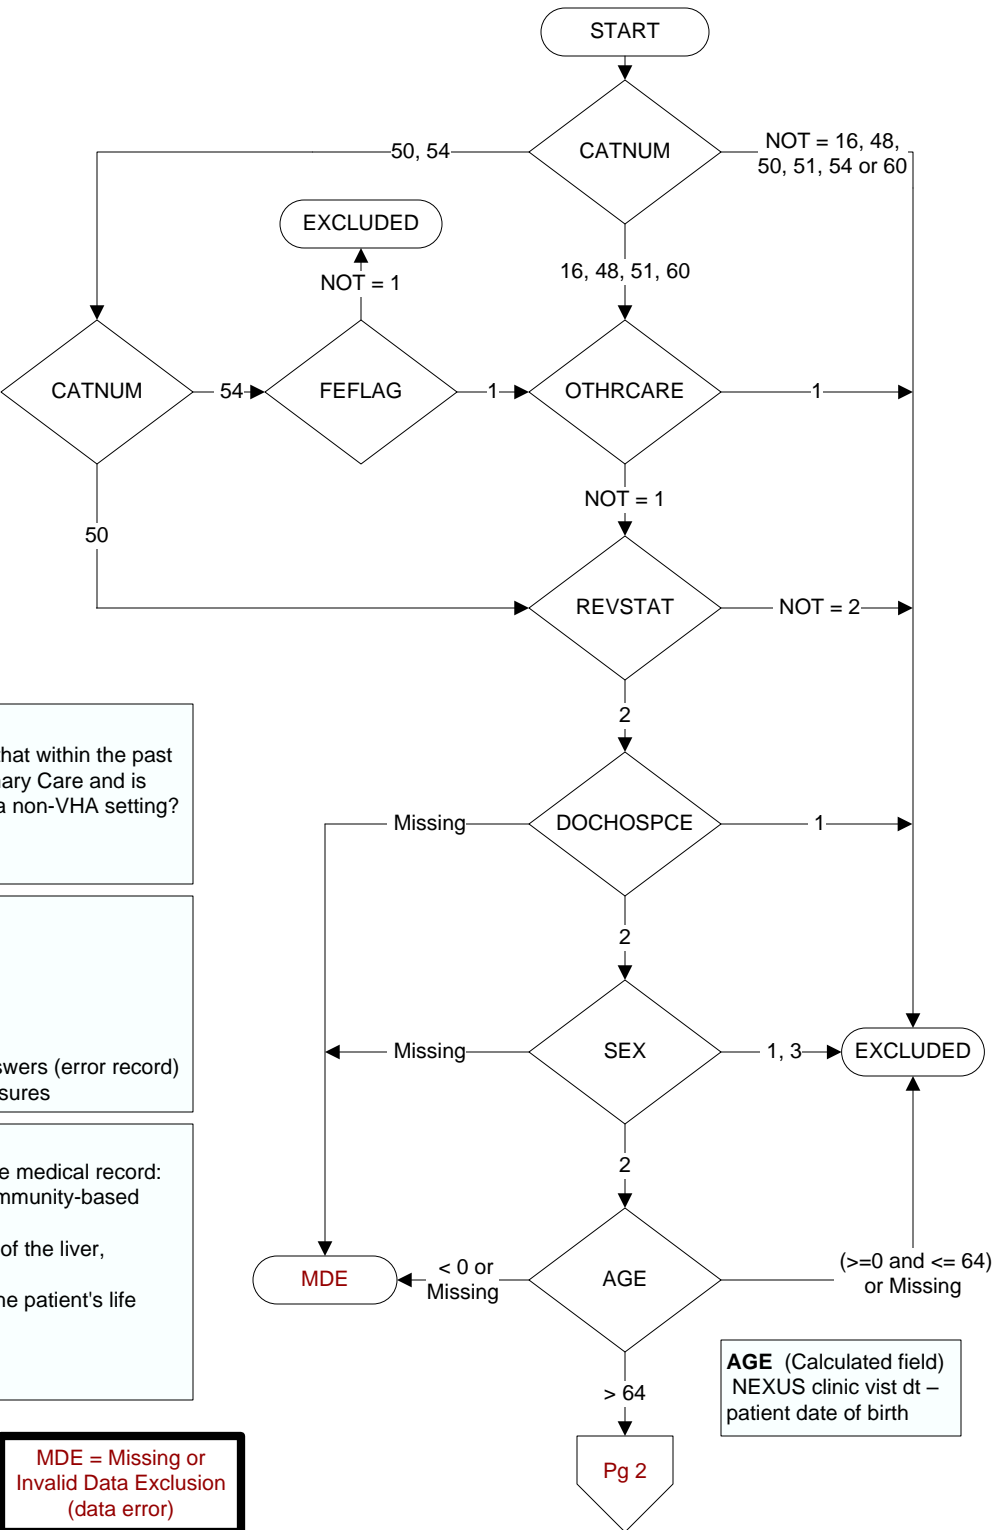 START
CATNUM
50, 54
NOT = 16, 48,
50, 51, 54 or 60
EXCLUDED
NOT = 1
16, 48, 51, 60
CATNUM
54
FEFLAG
1
OTHRCARE
1
NOT = 1
50
REVSTAT
NOT = 2
2
that within the past
nary Care and is
a non-VHA setting?
Missing
DOCHOSPCE
1
2
swers (error record)
sures
Missing
SEX
1, 3
EXCLUDED
2
e medical record:
mmunity-based
of the liver,
ne patient's life
MDE
< 0 or
Missing
AGE
(>=0 and <= 64)
or Missing
> 64
AGE (Calculated field)
NEXUS clinic vist dt –
patient date of birth
MDE = Missing or
Invalid Data Exclusion
(data error)
Pg 2